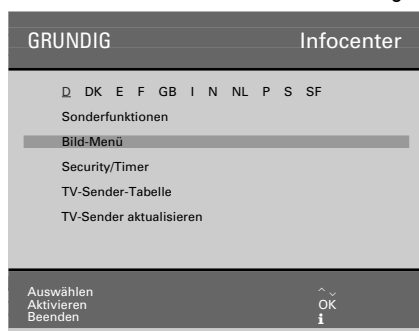 GRUNDIG Infocenter
D DK E F GB I N NL P S SF
Sonderfunktionen
Bild-Menü
Security/Timer
TV-Sender-Tabelle
TV-Sender aktualisieren
Auswählen
Aktivieren OK
Beenden i